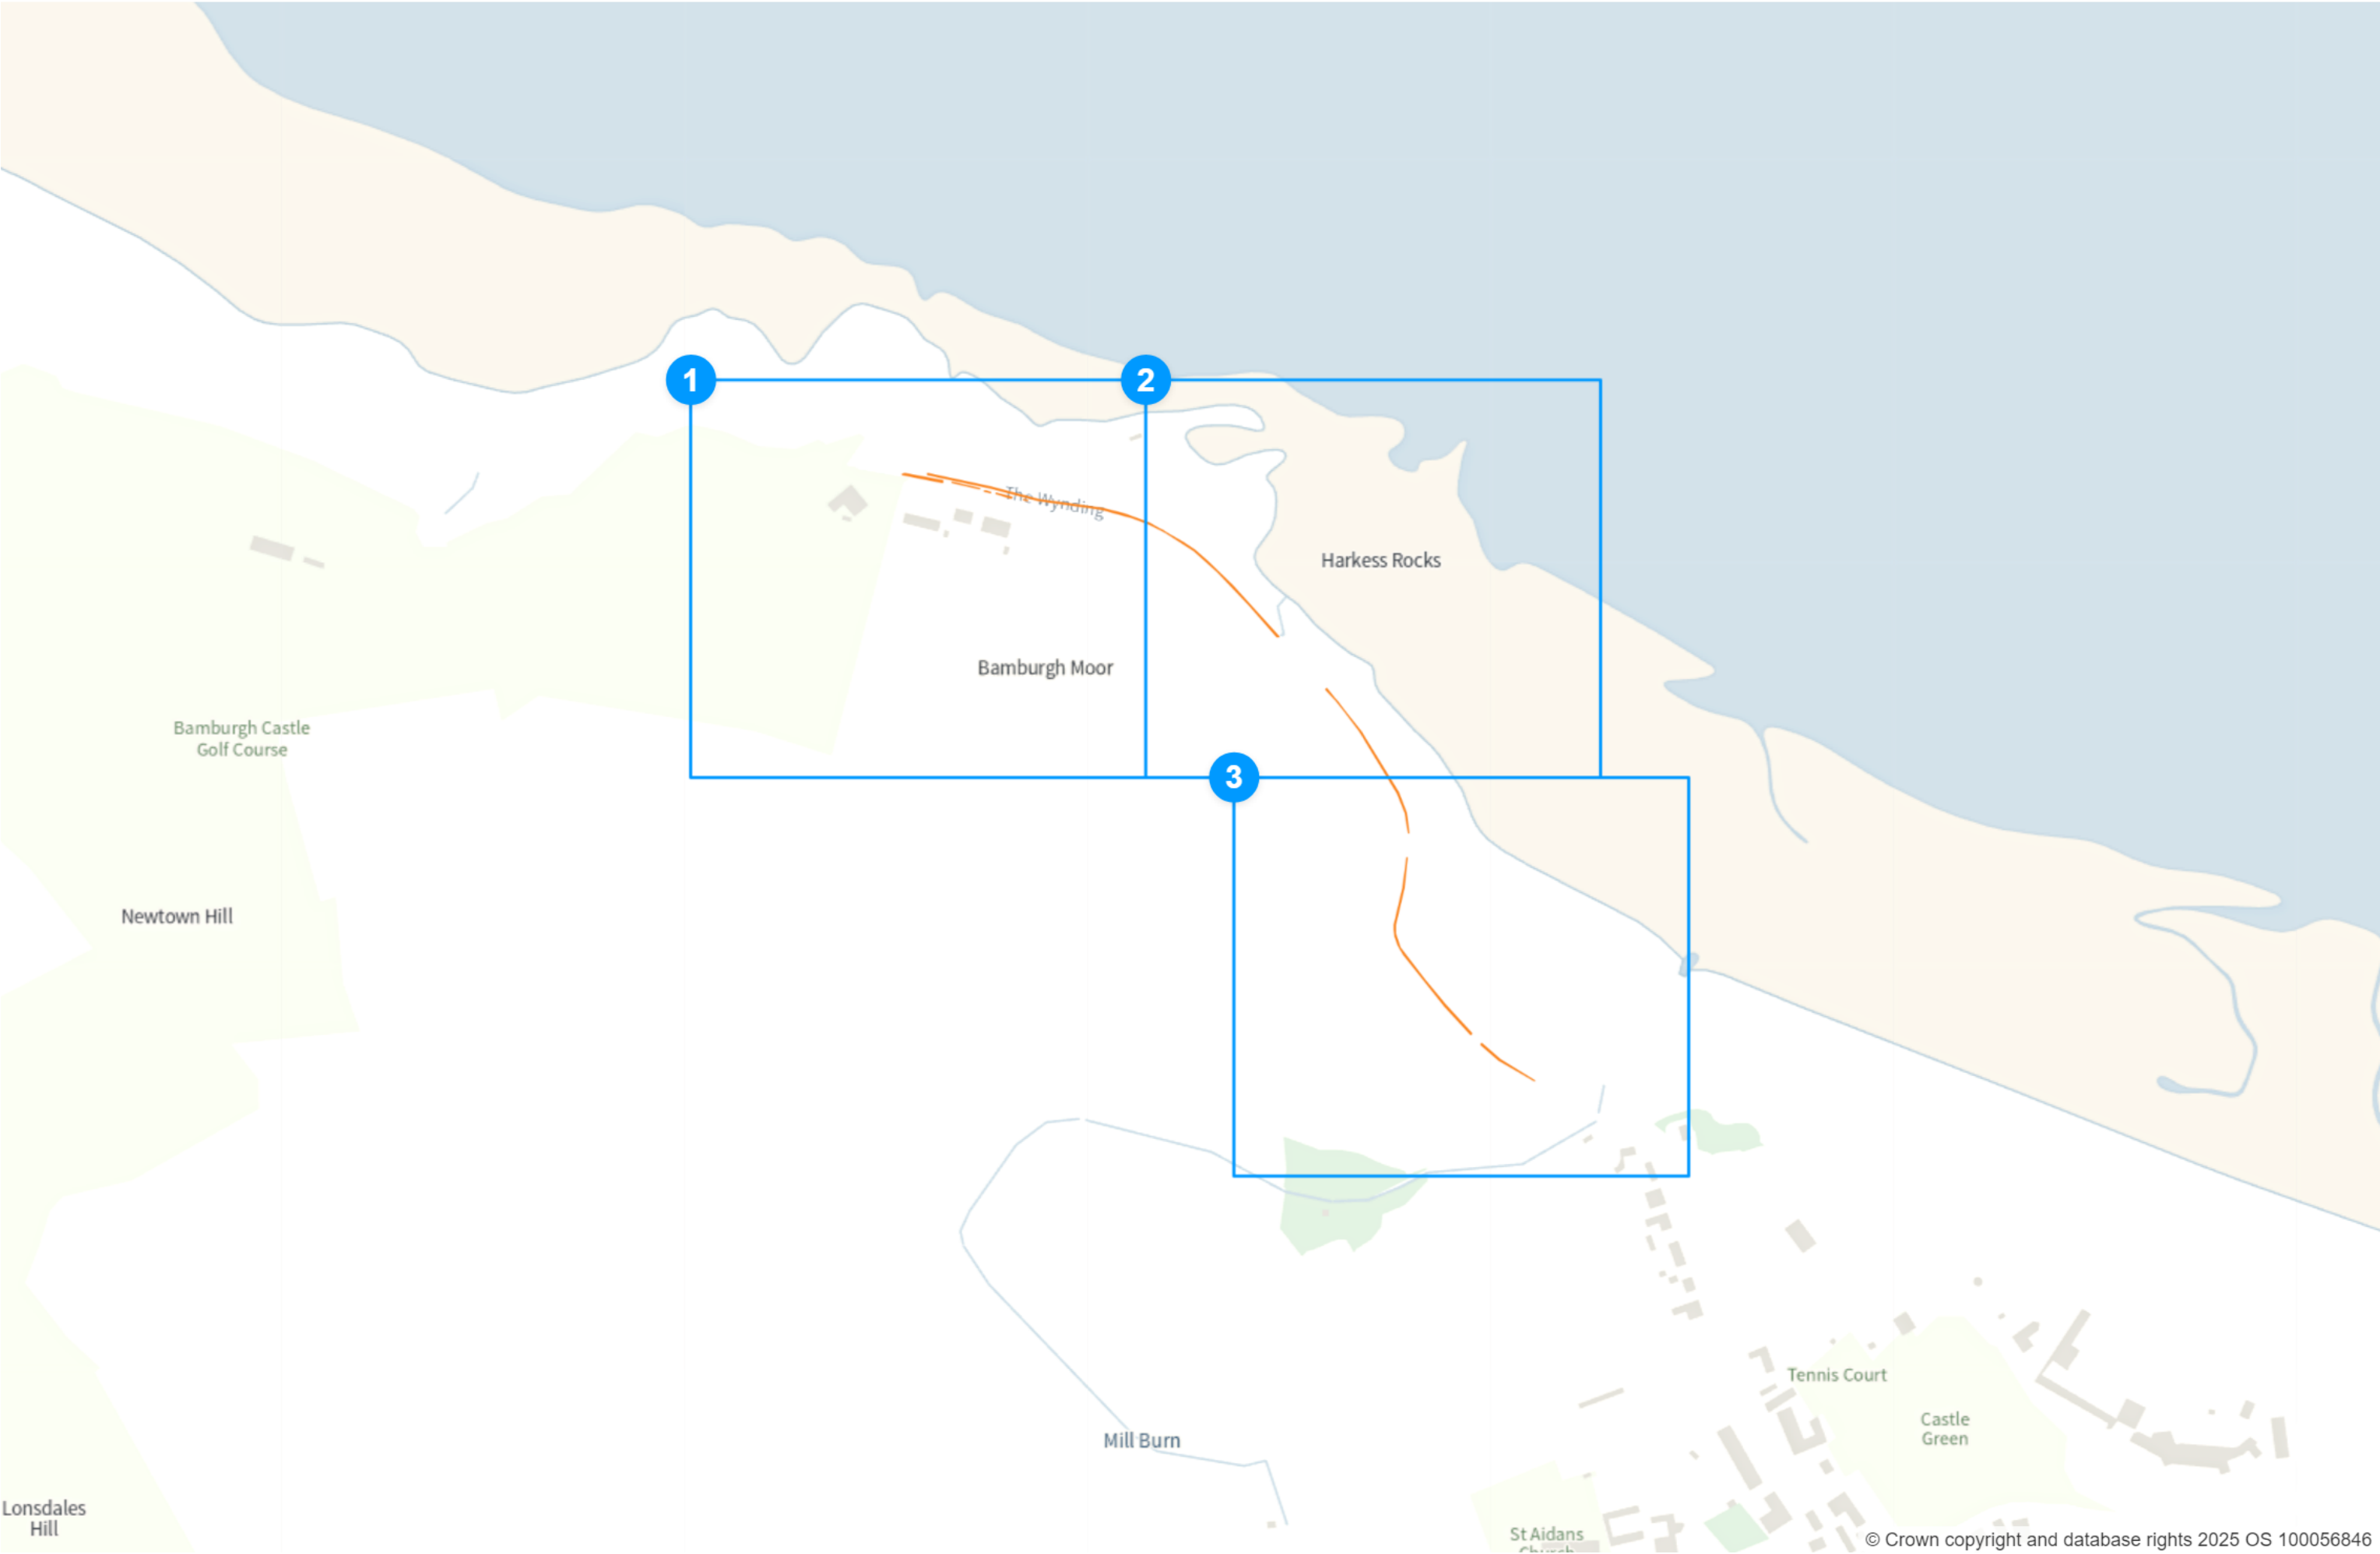 1
2
The Wynding
Harkess Rocks
Bamburgh Moor
Bamburgh Castle
Golf Course
3
Newtown Hill
Tennis Court
Castle
Green
Mill Burn
Lonsdales
Hill
St Aidans
Church
© Crown copyright and database rights 2025 OS 100056846